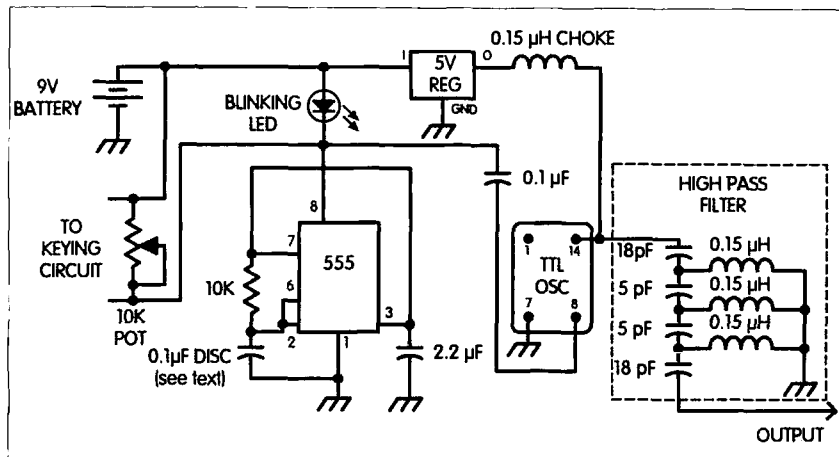 0.15 µH CHOKE
I
5V
REG
O
GND
9V
BATTERY
BLINKING
LED
0.1 µF
HIGH PASS
FILTER
TO
KEYING
CIRCUIT
10K
POT
8
7
555
10K
6
2
1
3
0.1µF DISC
(see text)
2.2 µF
1
14
TTL
OSC
7
8
18pF
0.15 µH
5 pF
0.15 µH
5 pF
0.15 µH
18 pF
OUTPUT